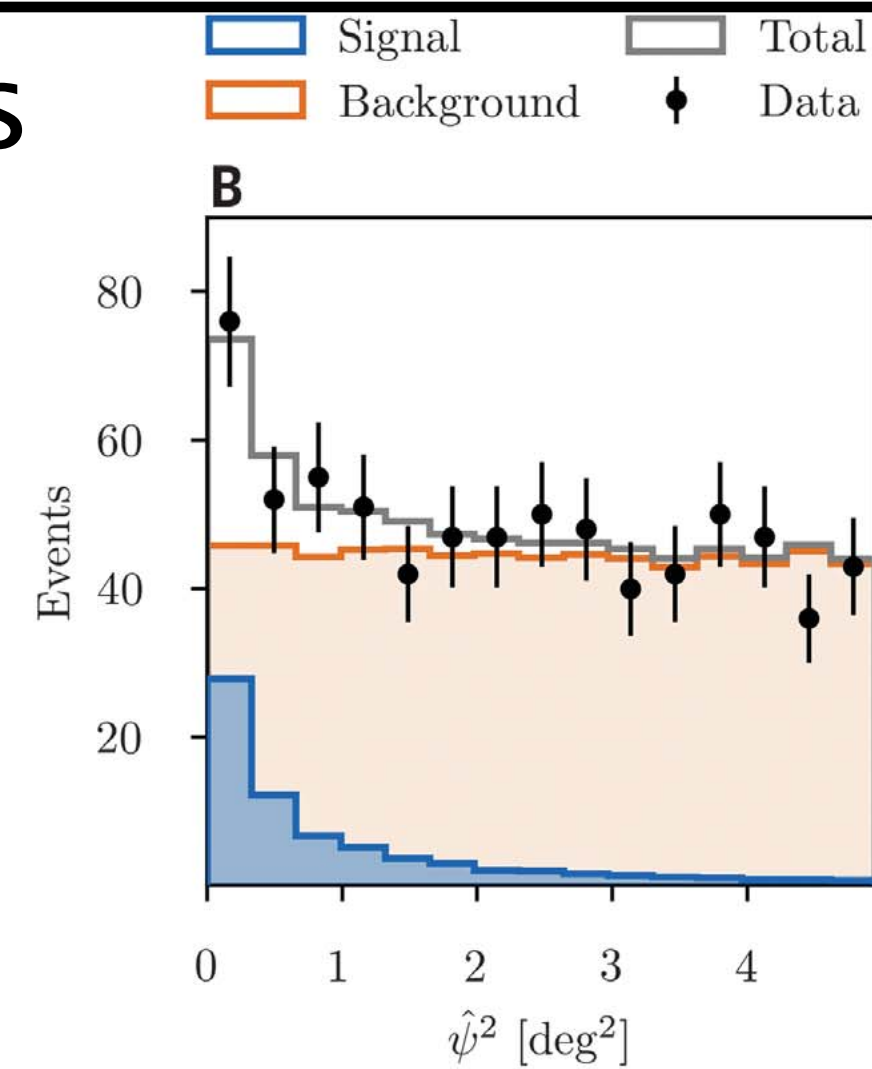 Signal Total
s
Background Data
B
80
60
40
20
Events
0 1 2 3 4
ψ̂² [deg²]